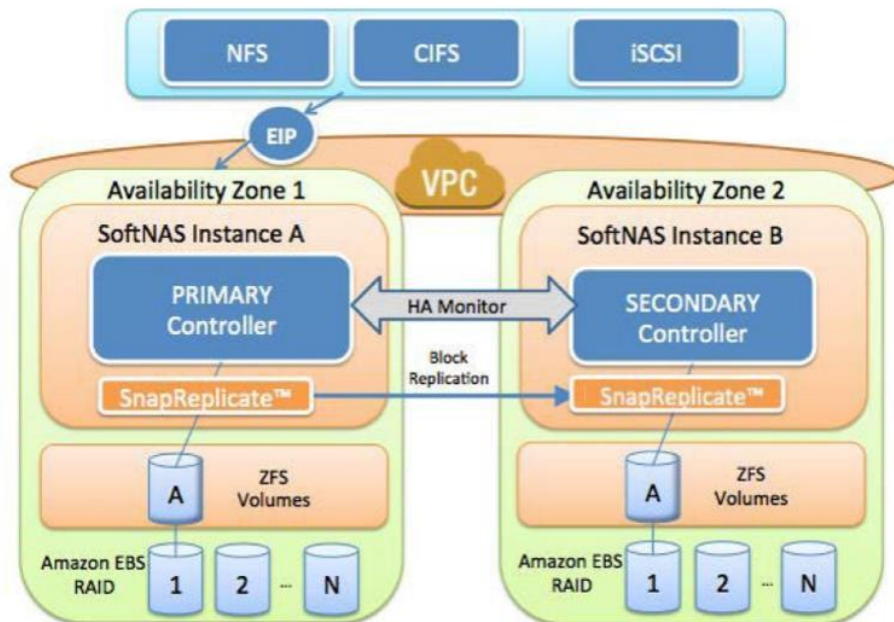 NFS
CIFS
iSCSI
EIP
VPC
Availability Zone 1
SoftNAS Instance A
PRIMARY
Controller
SnapReplicate™
A
ZFS
Volumes
Amazon EBS
RAID
1
2
...
N
HA Monitor
Block
Replication
Availability Zone 2
SoftNAS Instance B
SECONDARY
Controller
SnapReplicate™
A
ZFS
Volumes
Amazon EBS
RAID
1
2
...
N